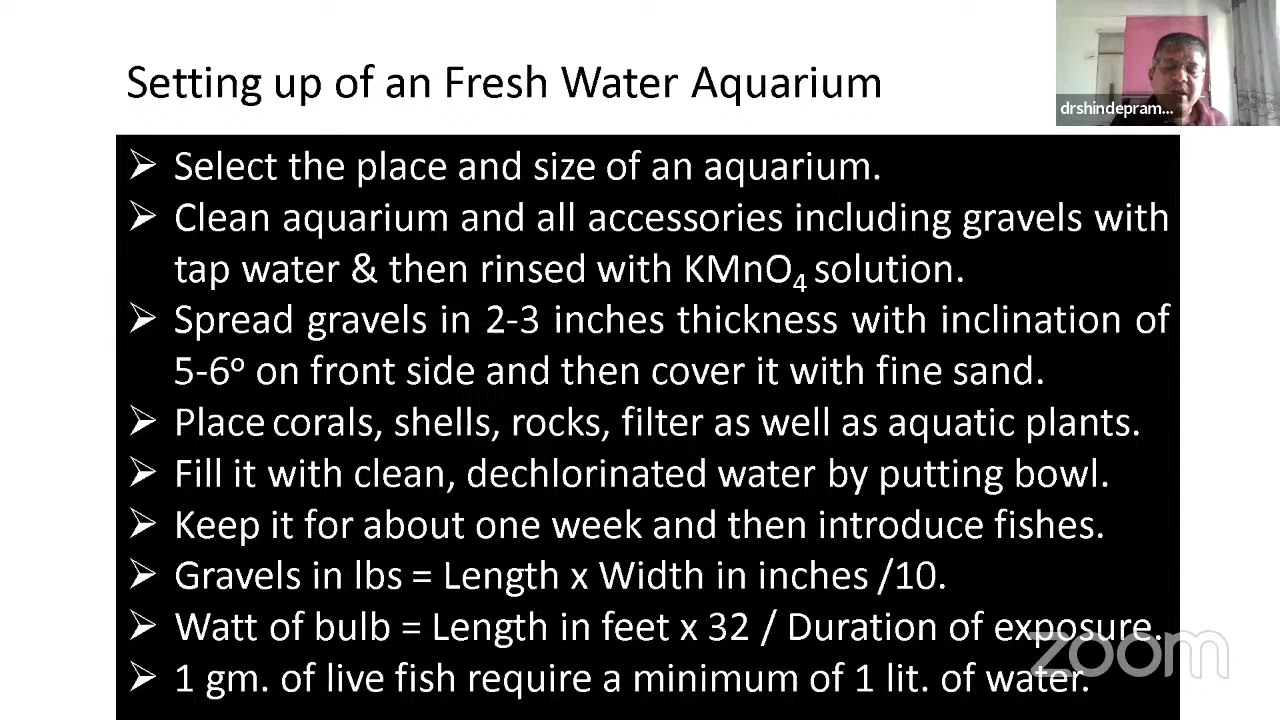 Setting up of an Fresh Water Aquarium
drshindepram...
➢ Select the place and size of an aquarium.
➢ Clean aquarium and all accessories including gravels with
tap water & then rinsed with KMnO₄ solution.
➢ Spread gravels in 2-3 inches thickness with inclination of
5-6º on front side and then cover it with fine sand.
➢ Place corals, shells, rocks, filter as well as aquatic plants.
➢ Fill it with clean, dechlorinated water by putting bowl.
➢ Keep it for about one week and then introduce fishes.
➢ Gravels in lbs = Length x Width in inches /10.
➢ Watt of bulb = Length in feet x 32 / Duration of exposure.
➢ 1 gm. of live fish require a minimum of 1 lit. of water.
zoom